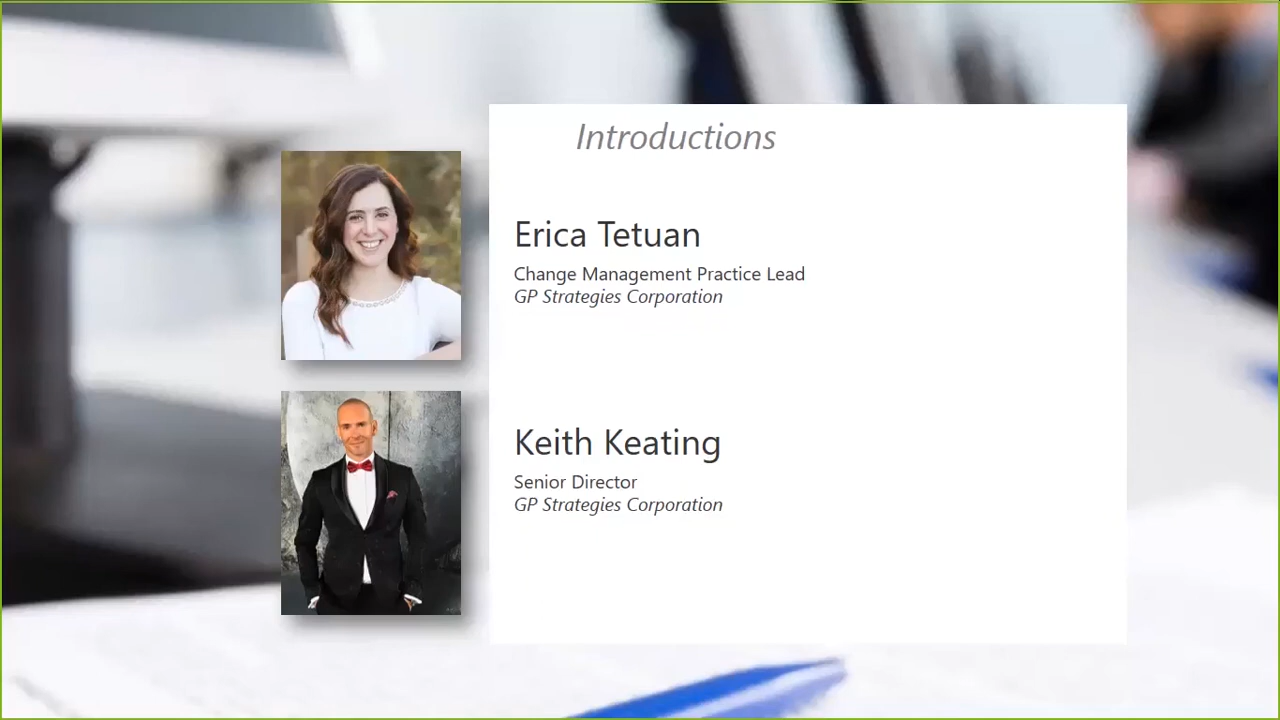 Introductions
Erica Tetuan
Change Management Practice Lead
GP Strategies Corporation
Keith Keating
Senior Director
GP Strategies Corporation